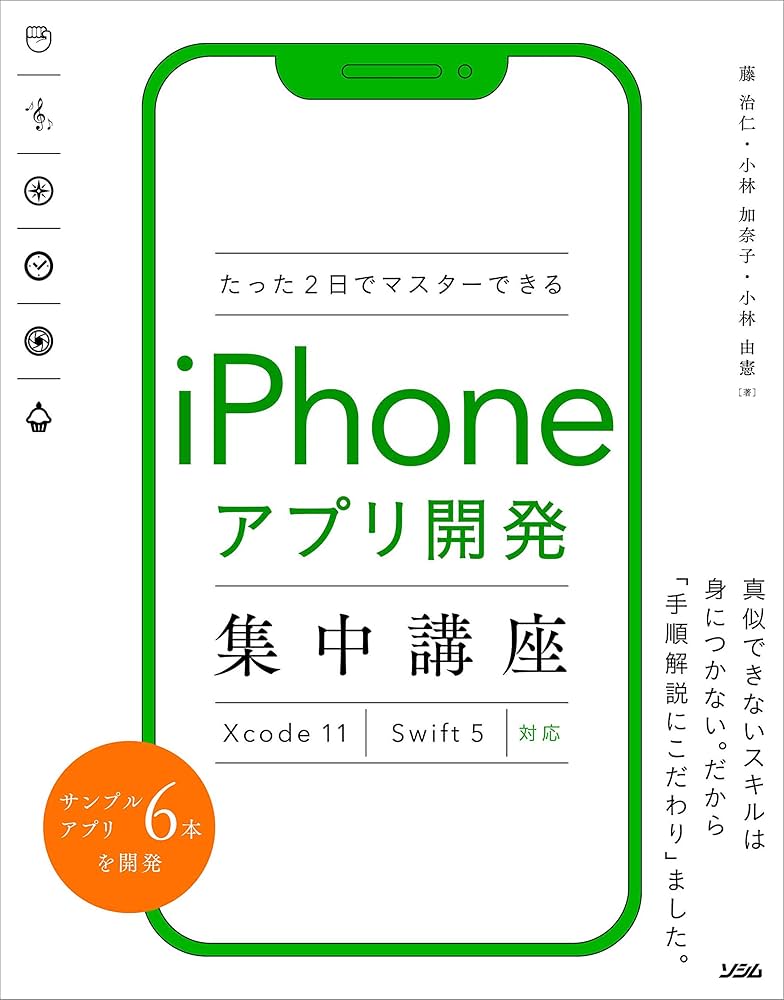 藤 治仁・小林 加奈子・小林 由憲［著］
たった2日でマスターできる
iPhone
アプリ開発
集中講座
Xcode 11 | Swift 5 | 対応
真似できないスキルは
身につかない。だから
「手順解説にこだわり」ました。
サンプル
アプリ 6本
を開発
ソシム